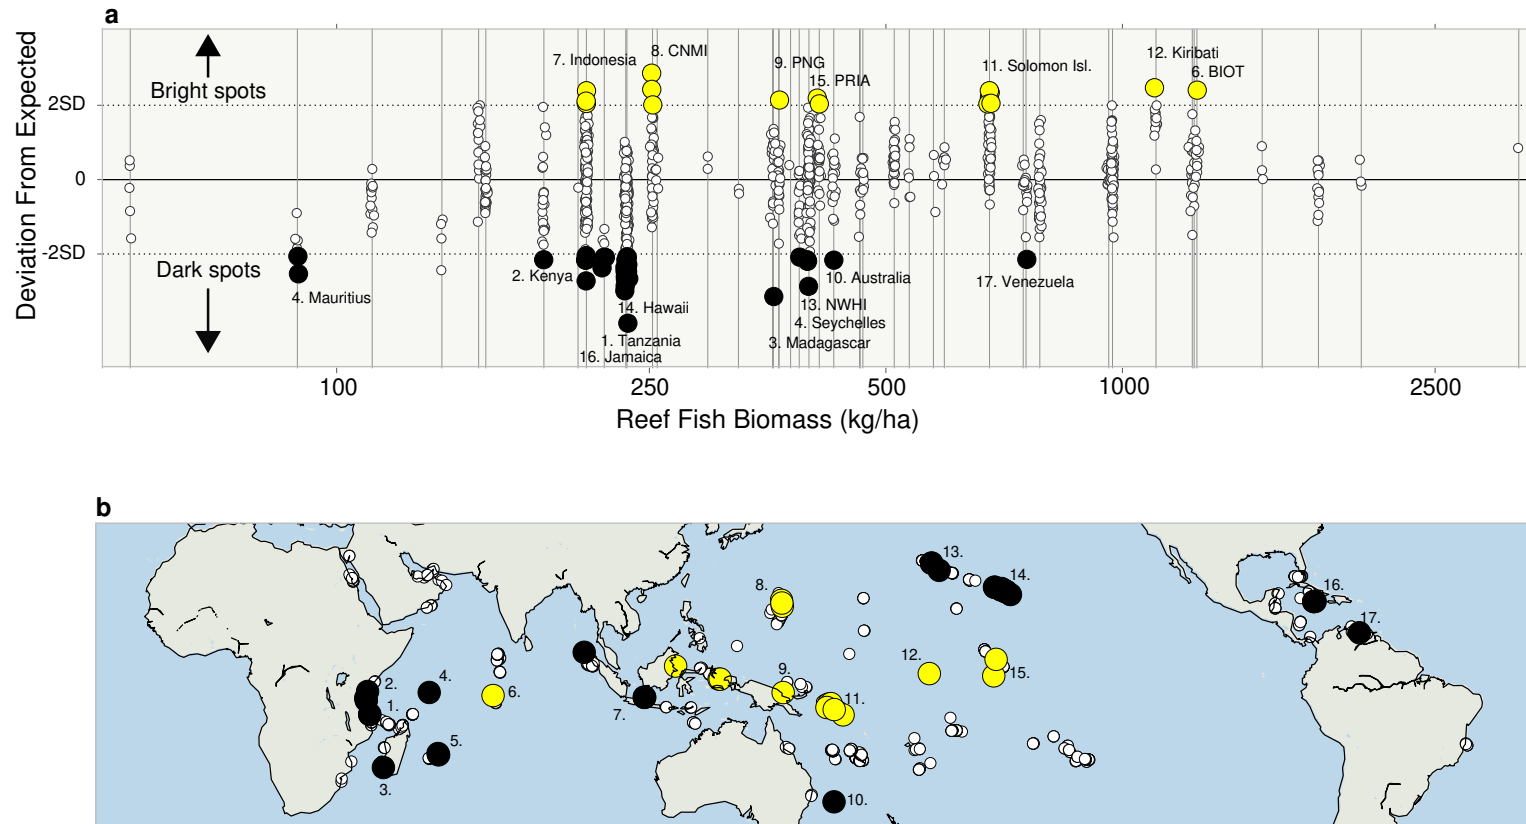 a
Deviation From Expected
Bright spots
Dark spots
2SD
0
-2SD
7. Indonesia
8. CNMI
9. PNG
15. PRIA
11. Solomon Isl.
12. Kiribati
6. BIOT
4. Mauritius
2. Kenya
14. Hawaii
1. Tanzania
16. Jamaica
10. Australia
13. NWHI
4. Seychelles
3. Madagascar
17. Venezuela
100
250
500
1000
2500
Reef Fish Biomass (kg/ha)
b
13.
14.
8.
16.
17.
12.
15.
2.
4.
6.
9.
1.
7.
11.
5.
3.
10.